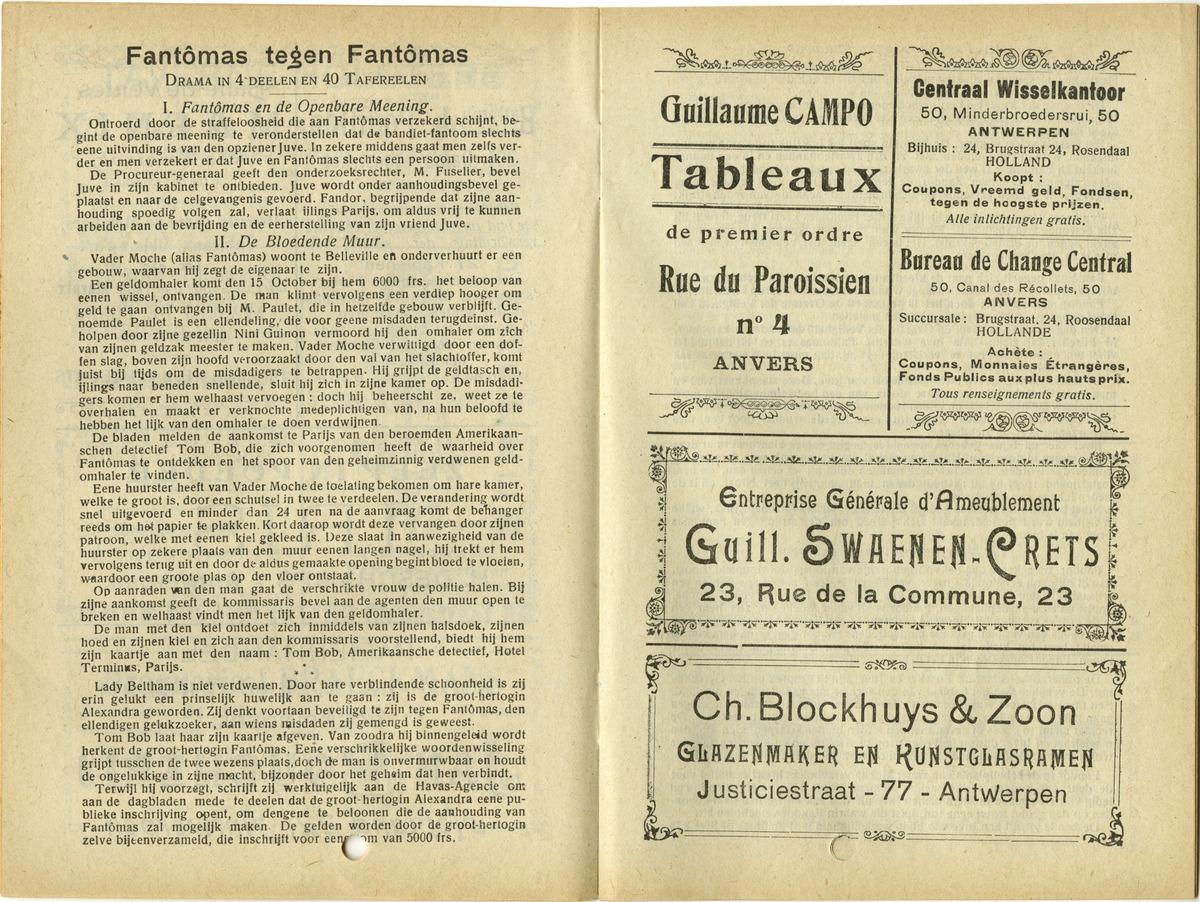 Fantômas tegen Fantômas
Drama in 4 deelen en 40 Tafereelen
I. Fantômas en de Openbare Meening.
Ontroerd door de straffeloosheid die aan Fantômas verzekerd schijnt, be-
gint de openbare meening te veronderstellen dat de bandiet-fantoom slechts
eene uitvinding is van den opziener Juve. In zekere middens gaat men zelfs ver-
der en men verzekert er dat Juve en Fantômas slechts een persoon uitmaken.
De Procureur-generaal geeft den onderzoeksrechter, M. Fuselier, bevel
Juve in zijn kabinet te ontbieden. Juve wordt onder aanhoudingsbevel ge-
plaatst en naar de celgevangenis gevoerd. Fandor, begrijpende dat zijne aan-
houding spoedig volgen zal, verlaat ijlings Parijs, om aldus vrij te kunnen
arbeiden aan de bevrijding en de eerherstelling van zijn vriend Juve.
II. De Bloedende Muur.
Vader Moche (alias Fantômas) woont te Belleville en onderverhuurt er een
gebouw, waarvan hij zegt de eigenaar te zijn.
Een geldomhaler komt den 15 October bij hem 6000 frs. het beloop van
eenen wissel, ontvangen. De man klimt vervolgens een verdiep hooger om
geld te gaan ontvangen bij M. Paulet, die in hetzelfde gebouw verblijft. Ge-
noemde Paulet is een ellendeling, die voor geene misdaden terugdeinst. Ge-
holpen door zijne gezellin Nini Guinon vermoord hij den omhaler om zich
van zijnen geldzak meester te maken. Vader Moche verwittigd door een dof-
fen slag, boven zijn hoofd veroorzaakt door den val van het slachtoffer, komt
juist bij tijds om de misdadigers te betrappen. Hij grijpt de geldtasch en,
ijlings naar beneden snellende, sluit hij zich in zijne kamer op. De misdadi-
gers komen er hem welhaast vervoegen : doch hij beheerscht ze, weet ze te
overhalen en maakt er verknochte medeplichtigen van, na hun beloofd te
hebben het lijk van den omhaler te doen verdwijnen.
De bladen melden de aankomst te Parijs van den beroemden Amerikaan-
schen detectief Tom Bob, die zich voorgenomen heeft de waarheid over
Fantômas te ontdekken en het spoor van den geheimzinnig verdwenen geld-
omhaler te vinden.
Eene huurster heeft van Vader Moche de toelating bekomen om hare kamer,
welke te groot is, door een schutsel in twee te verdeelen. De verandering wordt
snel uitgevoerd en minder dan 24 uren na de aanvraag komt de behanger
reeds om het papier te plakken. Kort daarop wordt deze vervangen door zijnen
patroon, welke met eenen kiel gekleed is. Deze slaat in aanwezigheid van de
huurster op zekere plaats van den muur eenen langen nagel, hij trekt er hem
vervolgens terug uit en door de aldus gemaakte opening begint bloed te vloeien,
waardoor een groote plas op den vloer ontstaat.
Op aanraden van den man gaat de verschrikte vrouw de politie halen. Bij
zijne aankomst geeft de kommissaris bevel aan de agenten den muur open te
breken en welhaast vindt men het lijk van den geldomhaler.
De man met den kiel ontdoet zich inmiddels van zijnen halsdoek, zijnen
hoed en zijnen kiel en zich aan den kommissaris voorstellend, biedt hij hem
zijn kaartje aan met den naam : Tom Bob, Amerikaansche detectief, Hotel
Terminus, Parijs.
Lady Beltham is niet verdwenen. Door hare verblindende schoonheid is zij
erin gelukt een prinselijk huwelijk aan te gaan : zij is de groot-hertogin
Alexandra geworden. Zij denkt voortaan beveiligd te zijn tegen Fantômas, den
ellendigen gelukzoeker, aan wiens misdaden zij gemengd is geweest.
Tom Bob laat haar zijn kaartje afgeven. Van zoodra hij binnengeleid wordt
herkent de groot-hertogin Fantômas. Eene verschrikkelijke woordenwisseling
grijpt tusschen de twee wezens plaats, doch de man is onvermurwbaar en houdt
de ongelukkige in zijne macht, bijzonder door het geheim dat hen verbindt.
Terwijl hij voorzegt, schrijft zij werktuigelijk aan de Havas-Agencie om
aan de dagbladen mede te deelen dat de groot-hertogin Alexandra eene pu-
blieke inschrijving opent, om dengene te beloonen die de aanhouding van
Fantômas zal mogelijk maken. De gelden worden door de groot-hertogin
zelve bijeenverzameld, die inschrijft voor eene om van 5000 frs.
Guillaume CAMPO
Tableaux
de premier ordre
Rue du Paroissien
n° 4
ANVERS
Centraal Wisselkantoor
50, Minderbroedersrui, 50
ANTWERPEN
Bijhuis : 24, Brugstraat 24, Rosendaal
HOLLAND
Koopt :
Coupons, Vreemd geld, Fondsen,
tegen de hoogste prijzen.
Alle inlichtingen gratis.
Bureau de Change Central
50, Canal des Récollets, 50
ANVERS
Succursale : Brugstraat, 24, Roosendaal
HOLLANDE
Achète :
Coupons, Monnaies Étrangères,
Fonds Publics aux plus hauts prix.
Tous renseignements gratis.
Entreprise Générale d'Ameublement
Guill. Swaenen-Crets
23, Rue de la Commune, 23
Ch. Blockhuys & Zoon
Glazenmaker en Kunstglasramen
Justiciestraat - 77 - Antwerpen